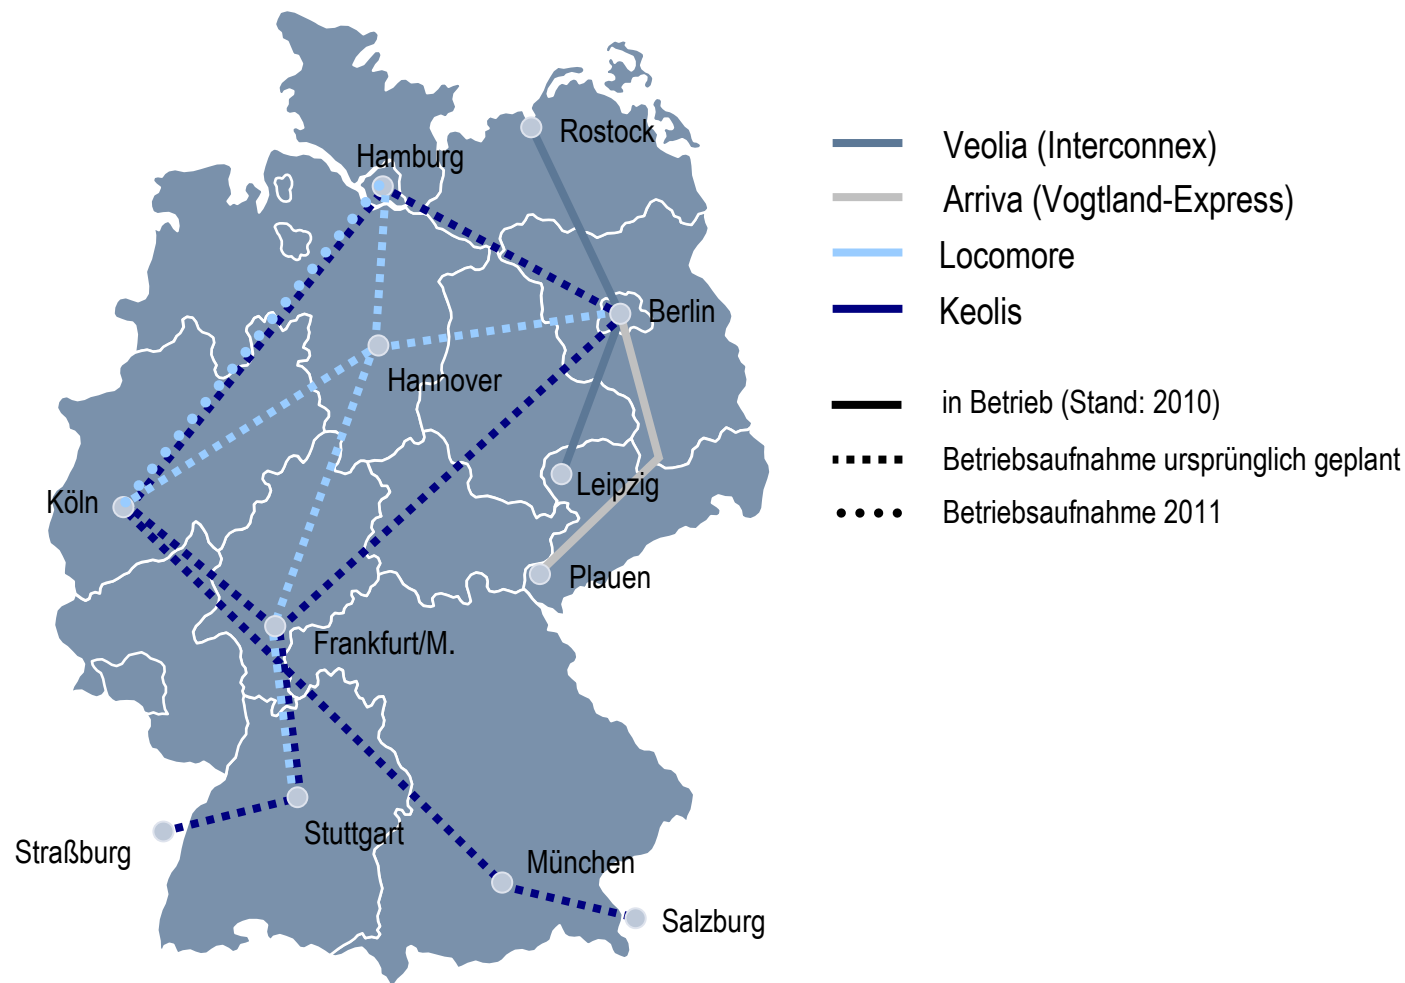 Rostock
Hamburg
Berlin
Hannover
Leipzig
Köln
Plauen
Frankfurt/M.
Stuttgart
Straßburg
München
Salzburg
Veolia (Interconnex)
Arriva (Vogtland-Express)
Locomore
Keolis
in Betrieb (Stand: 2010)
Betriebsaufnahme ursprünglich geplant
Betriebsaufnahme 2011